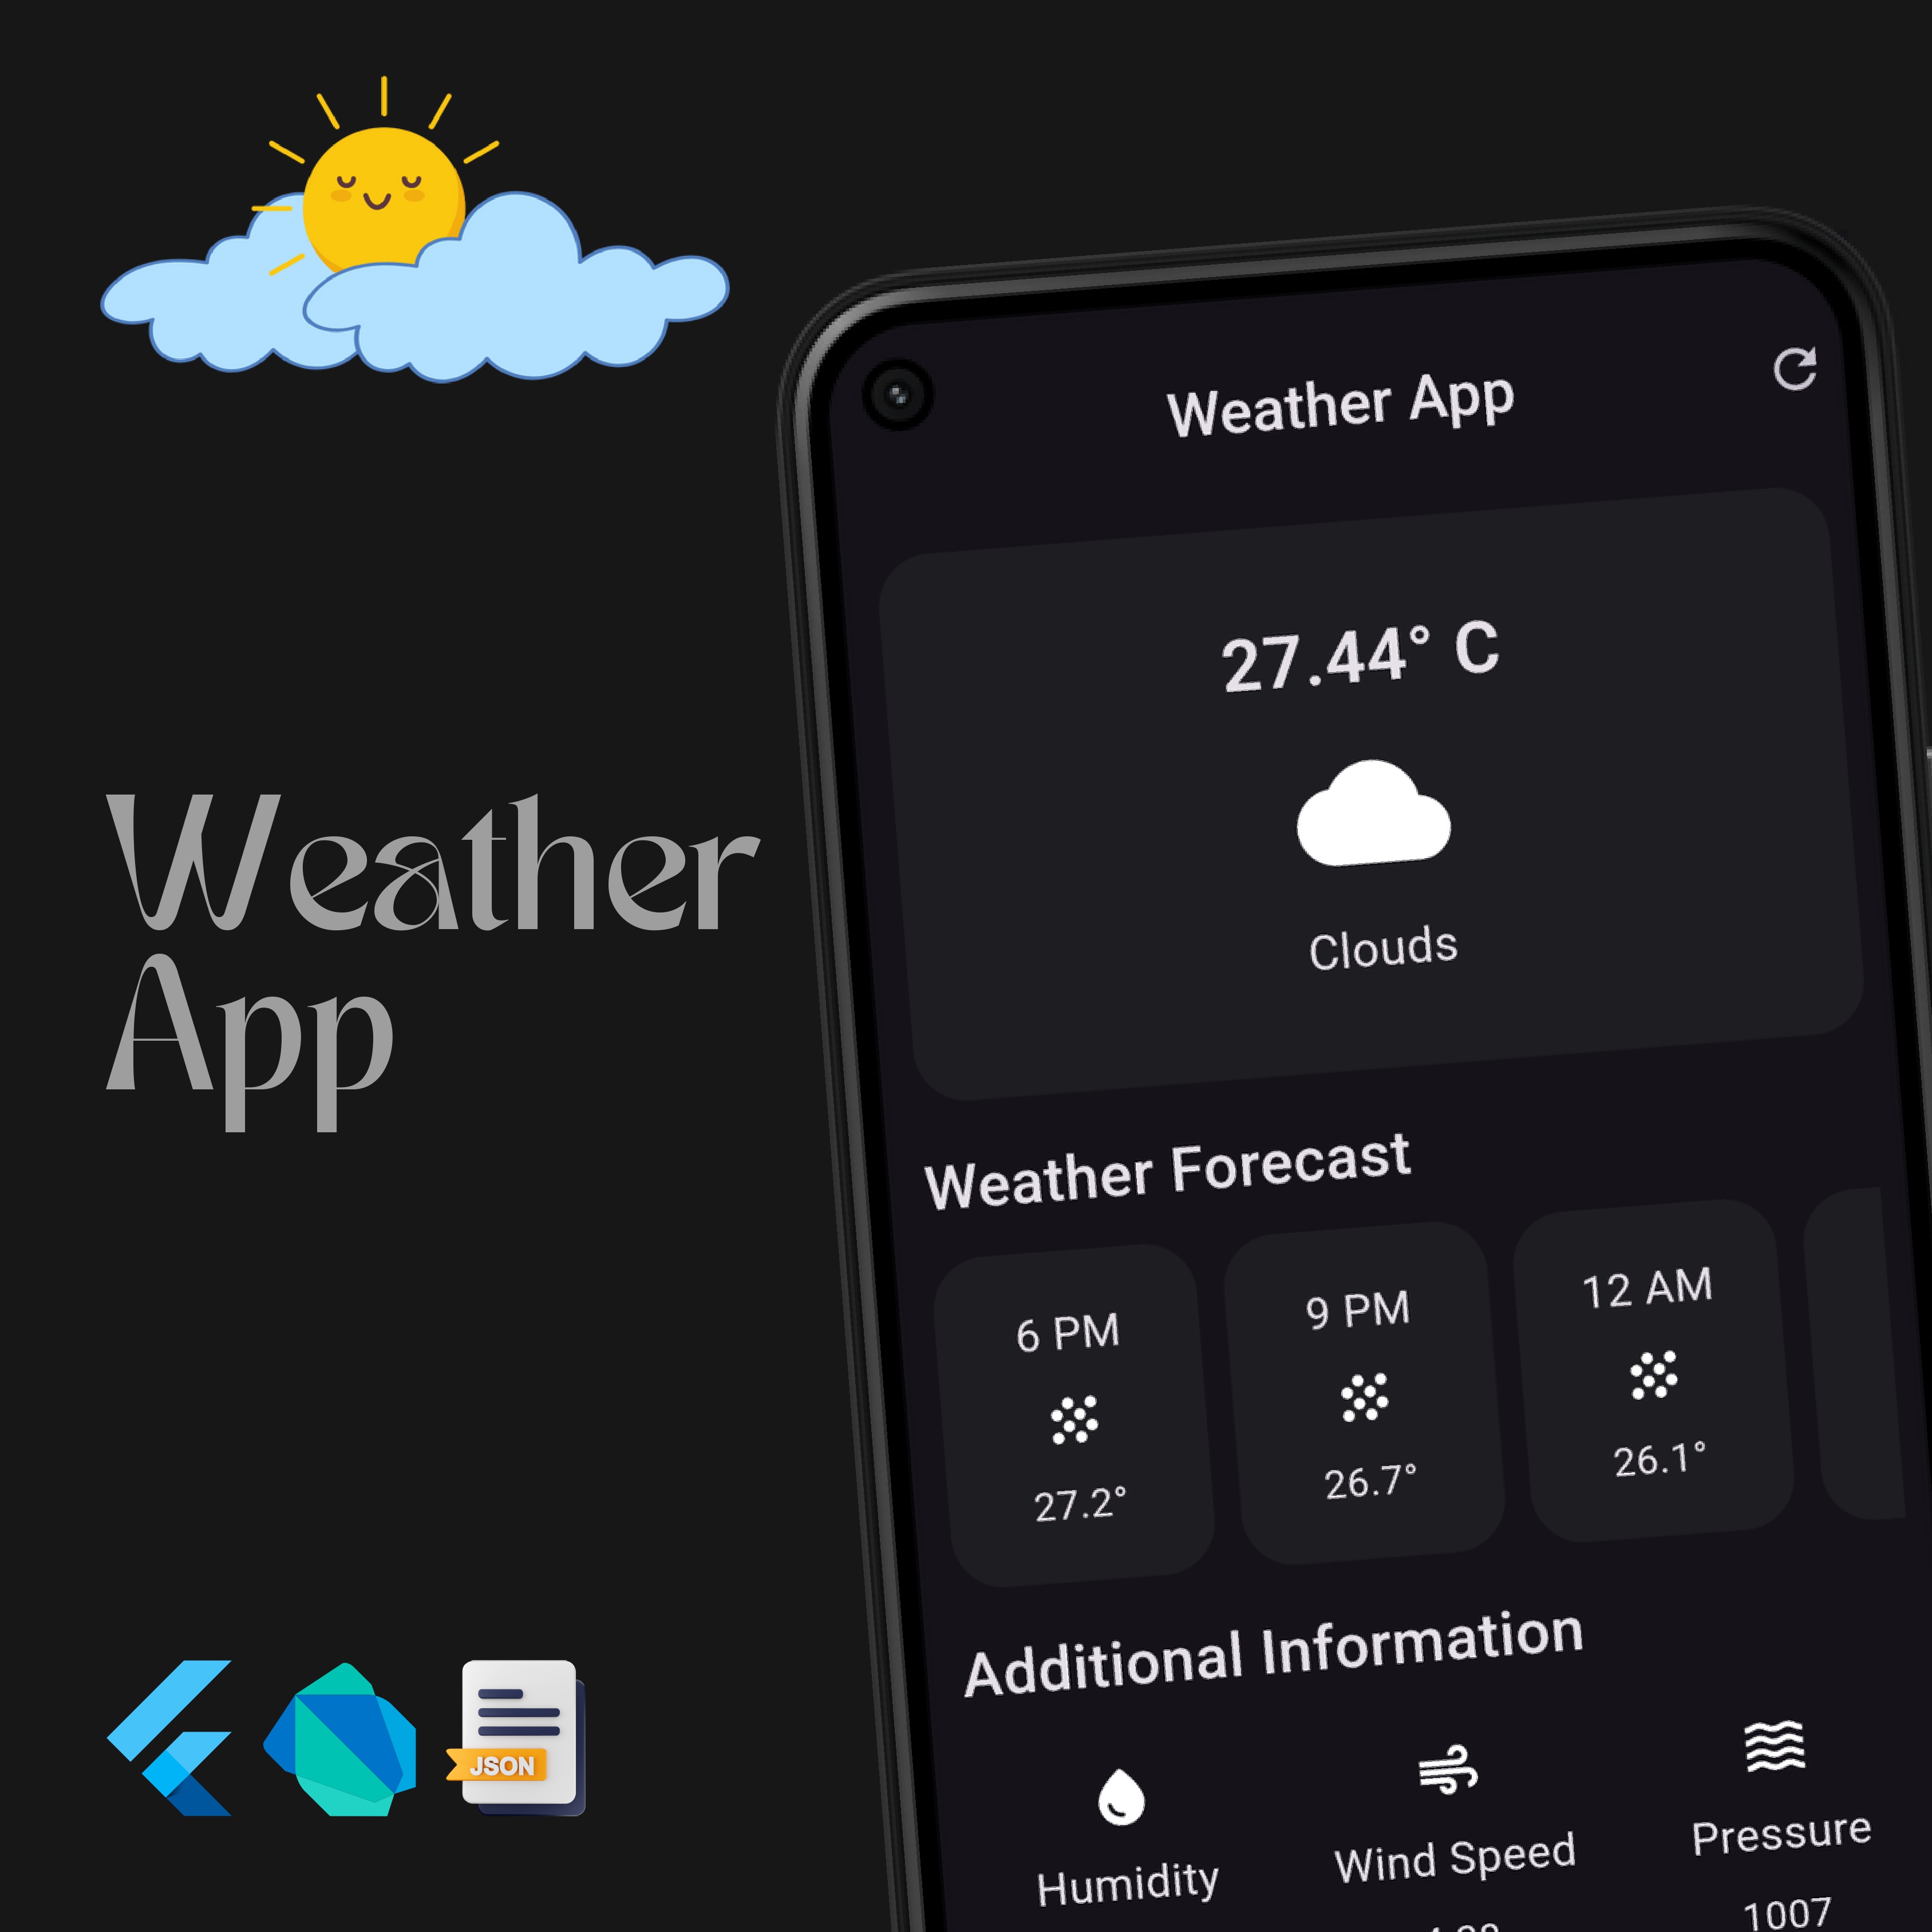 Weather
App
Weather App
27.44° C
Clouds
Weather Forecast
6 PM 9 PM 12 AM
27.2° 26.7° 26.1°
Additional Information
Humidity Wind Speed Pressure
1007
JSON